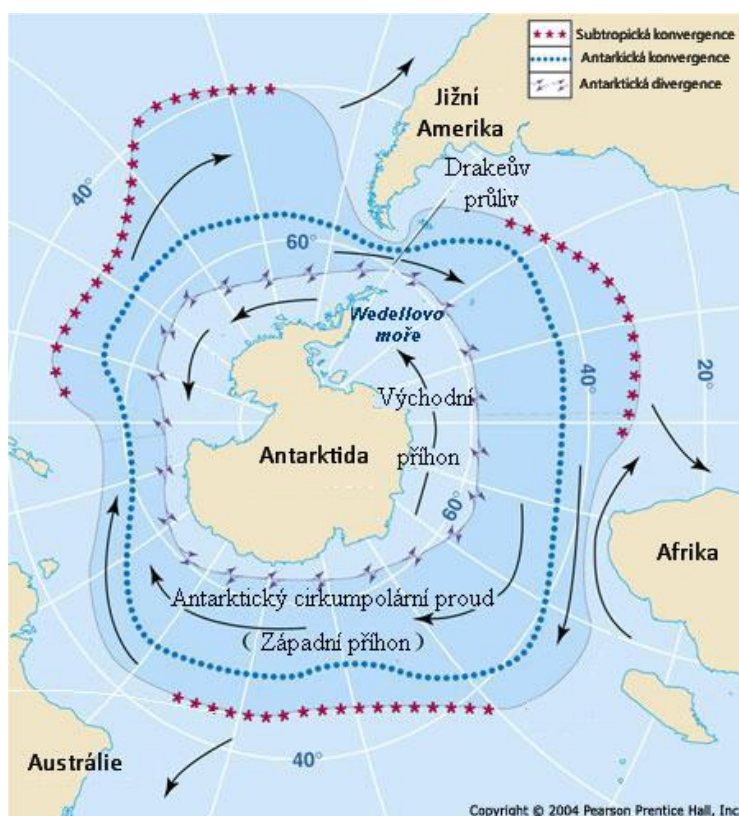 Subtropická konvergence
Antarkická konvergence
Antarktická divergence
Jižní
Amerika
Drakeův
průliv
40°
60°
Wedellovo
moře
20°
40°
Východní
Antarktida
příhon
60°
Afrika
Antarktický cirkumpolární proud
( Západní příhon )
Austrálie
40°
Copyright © 2004 Pearson Prentice Hall, Inc